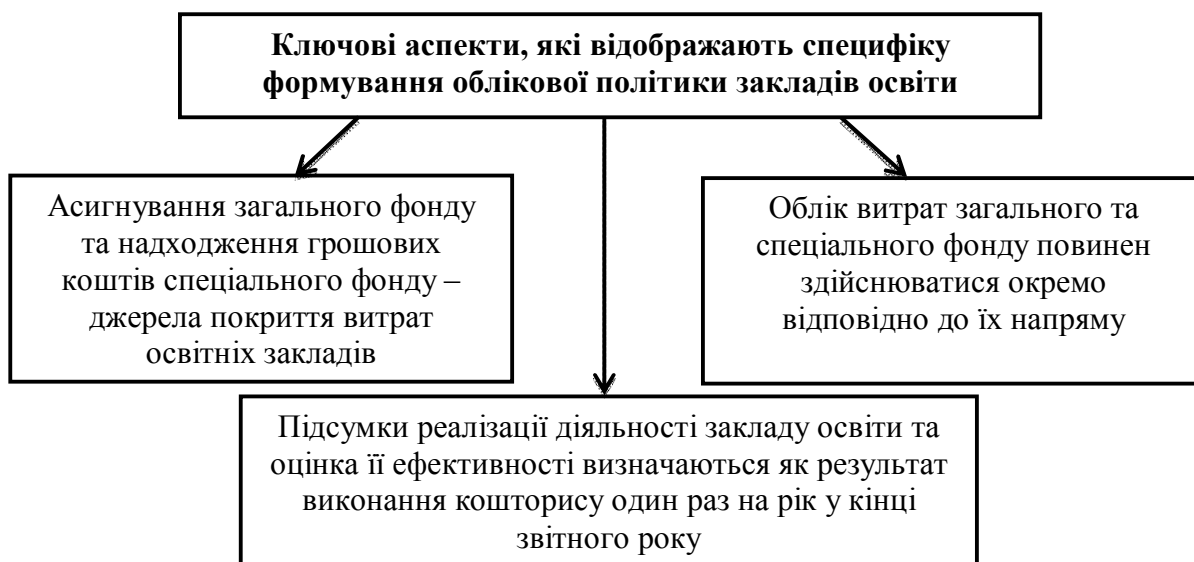 Ключові аспекти, які відображають специфіку
формування облікової політики закладів освіти
Асигнування загального фонду
та надходження грошових
коштів спеціального фонду –
джерела покриття витрат
освітніх закладів
Облік витрат загального та
спеціального фонду повинен
здійснюватися окремо
відповідно до їх напряму
Підсумки реалізації діяльності закладу освіти та
оцінка її ефективності визначаються як результат
виконання кошторису один раз на рік у кінці
звітного року